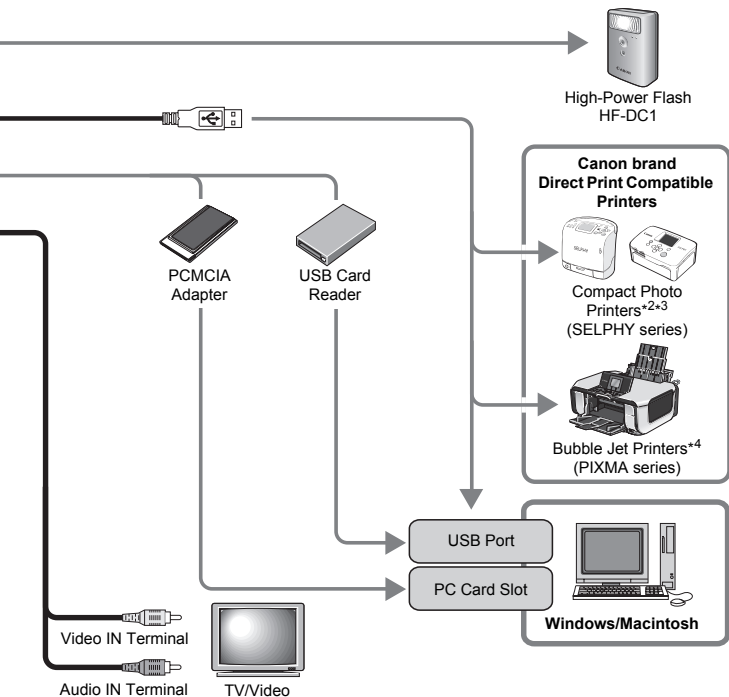 High-Power Flash
HF-DC1
Canon brand
Direct Print Compatible
Printers
PCMCIA
Adapter
USB Card
Reader
Compact Photo
Printers*2*3
(SELPHY series)
Bubble Jet Printers*4
(PIXMA series)
USB Port
PC Card Slot
Windows/Macintosh
Video IN Terminal
Audio IN Terminal
TV/Video